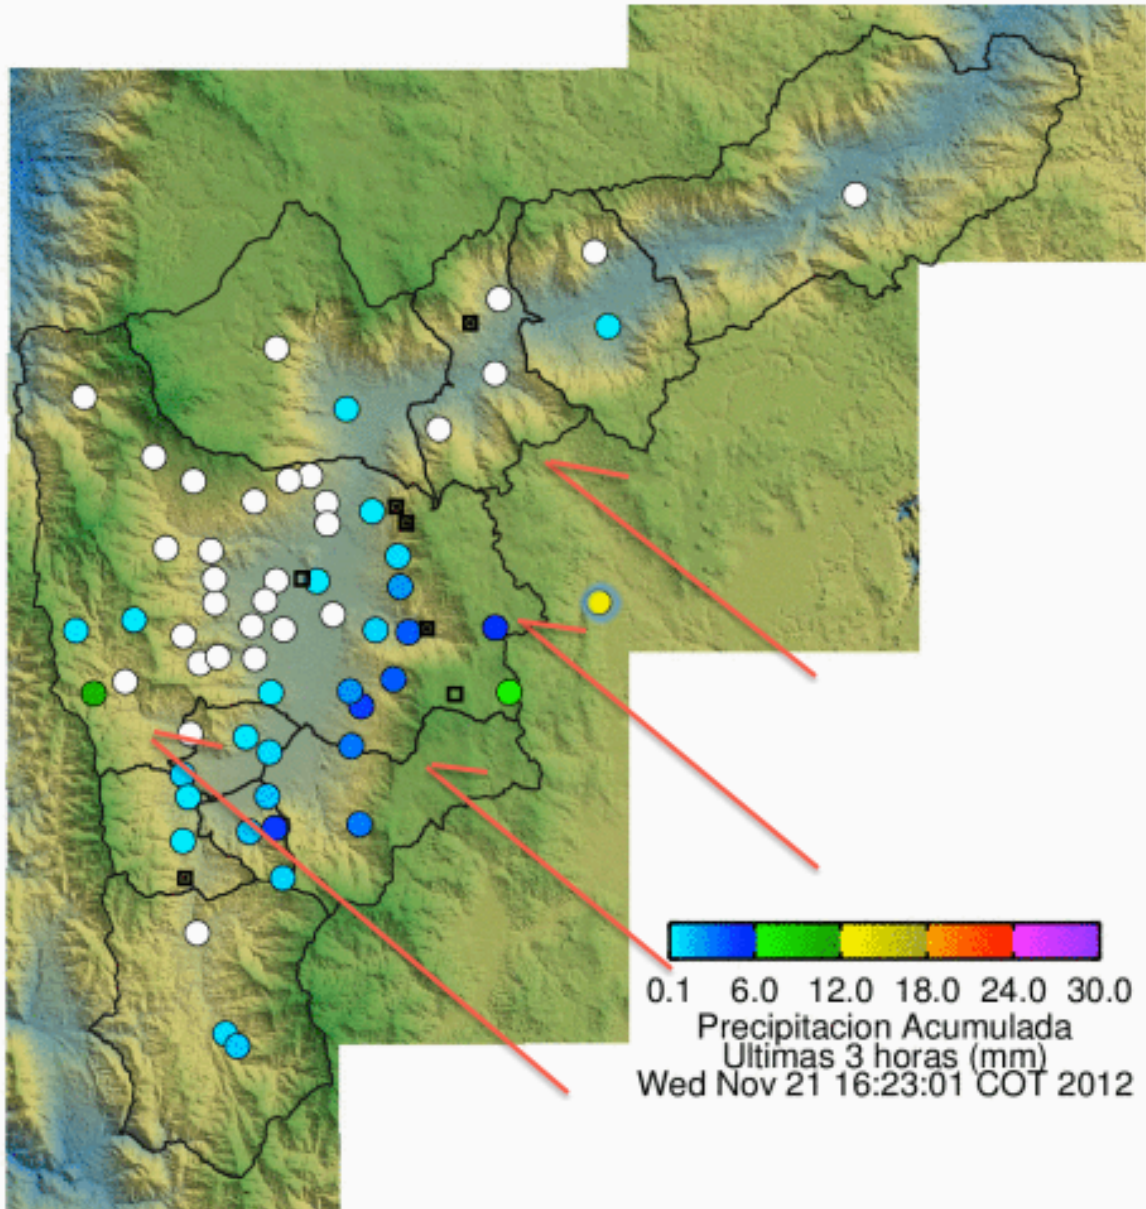 0.1 6.0 12.0 18.0 24.0 30.0
Precipitacion Acumulada
Ultimas 3 horas (mm)
Wed Nov 21 16:23:01 COT 2012